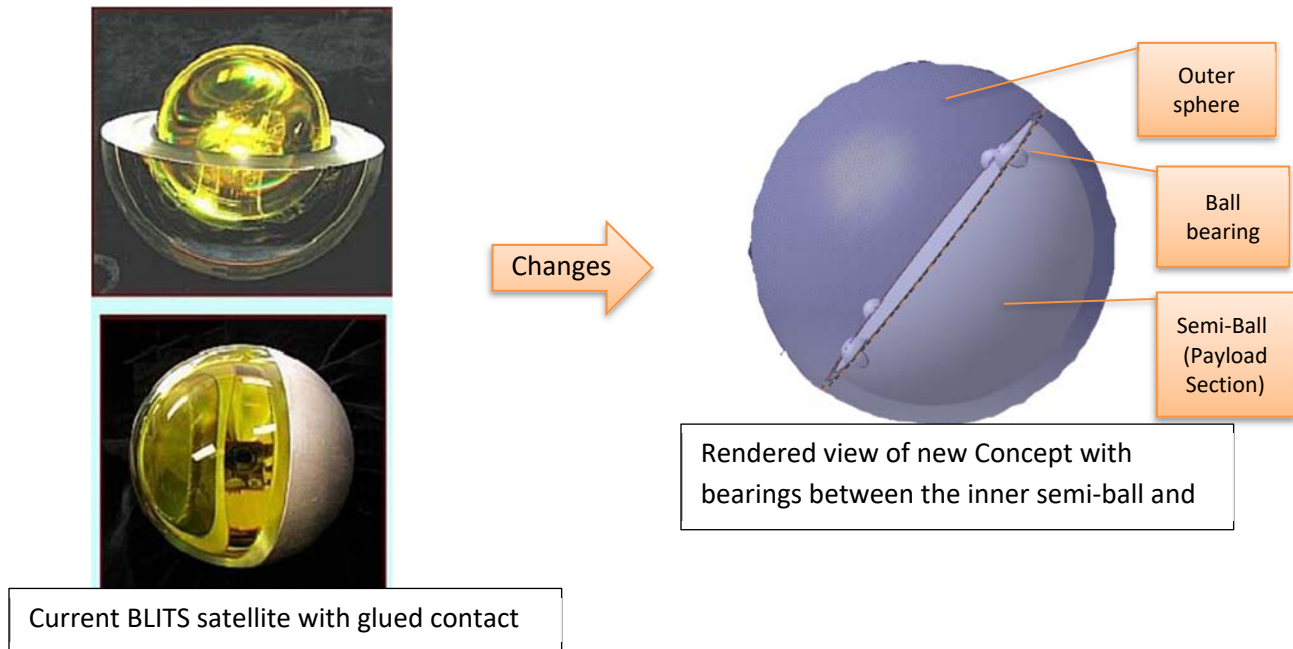 Outer
sphere
Changes
Ball
bearing
Semi-Ball
(Payload
Section)
Rendered view of new Concept with
bearings between the inner semi-ball and
Current BLITS satellite with glued contact